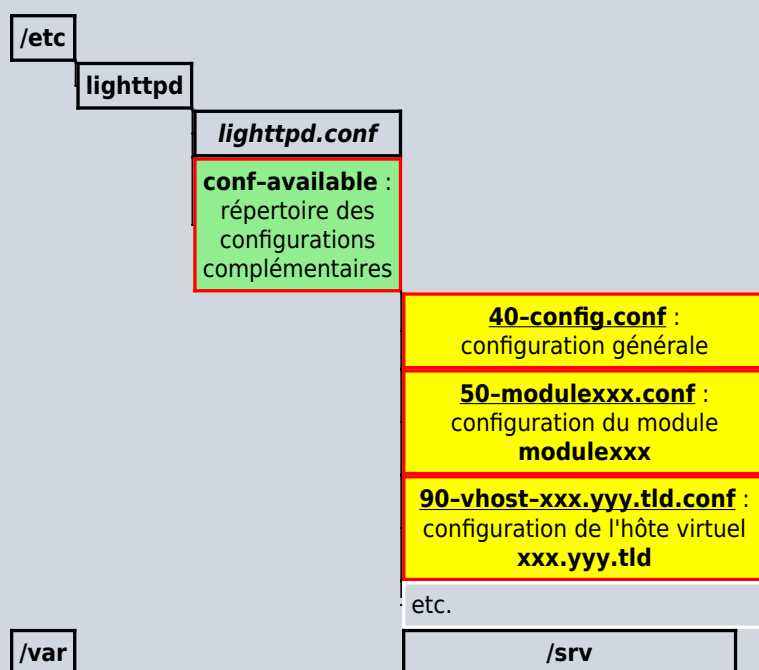 /etc
lighttpd
lighttpd.conf
conf–available :
répertoire des
configurations
complémentaires
40–config.conf :
configuration générale
50–modulexxx.conf :
configuration du module
modulexxx
90–vhost–xxx.yyy.tld.conf :
configuration de l'hôte virtuel
xxx.yyy.tld
etc.
/var
/srv